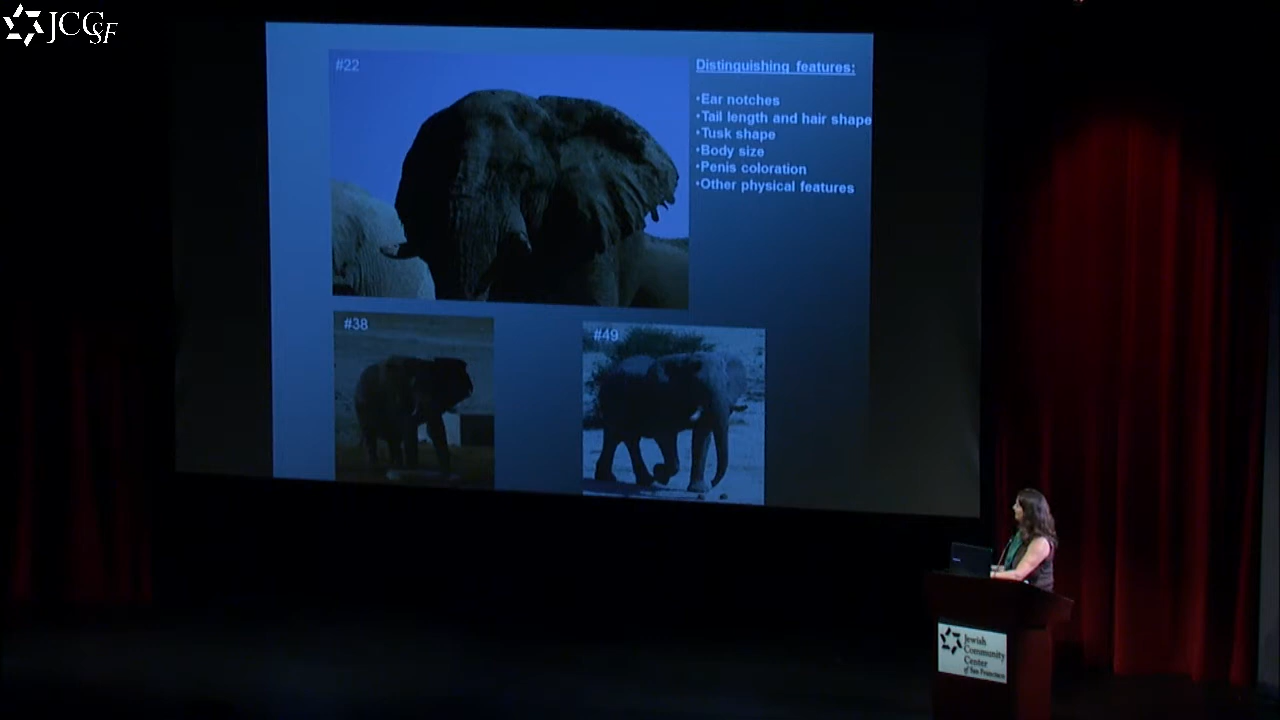 JCCSF
#22
Distinguishing features:
•Ear notches
•Tail length and hair shape
•Tusk shape
•Body size
•Penis coloration
•Other physical features
#38
#49
Jewish
Community
Center
of San Francisco